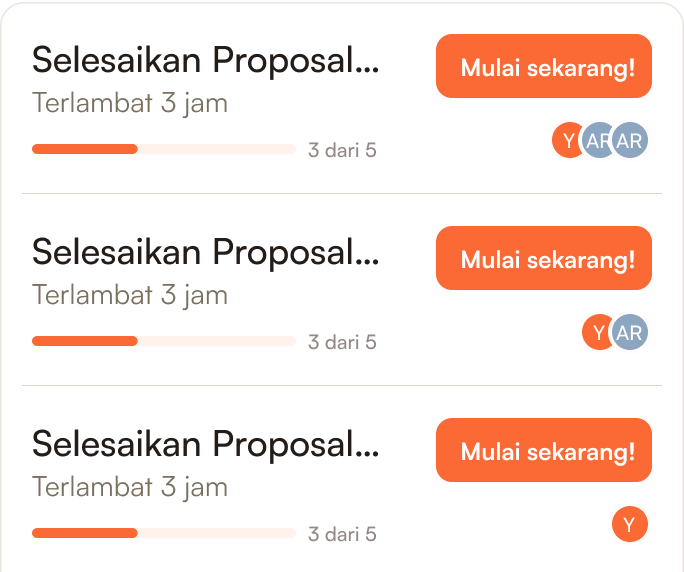 Selesaikan Proposal...
Mulai sekarang!
Terlambat 3 jam
3 dari 5
Y AR AR
Selesaikan Proposal...
Mulai sekarang!
Terlambat 3 jam
3 dari 5
Y AR
Selesaikan Proposal...
Mulai sekarang!
Terlambat 3 jam
3 dari 5
Y